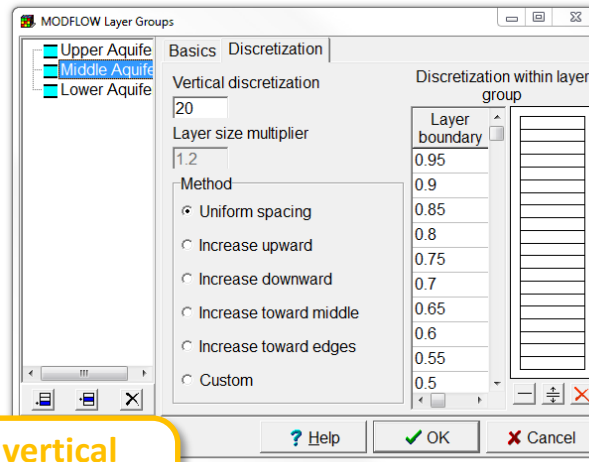 MODFLOW Layer Groups
Upper Aquife
Middle Aquife
Lower Aquife
Basics Discretization
Vertical discretization
20
Layer size multiplier
1.2
Method
Uniform spacing
Increase upward
Increase downward
Increase toward middle
Increase toward edges
Custom
Discretization within layer
group
Layer
boundary
0.95
0.9
0.85
0.8
0.75
0.7
0.65
0.6
0.55
0.5
? Help
OK
Cancel
vertical